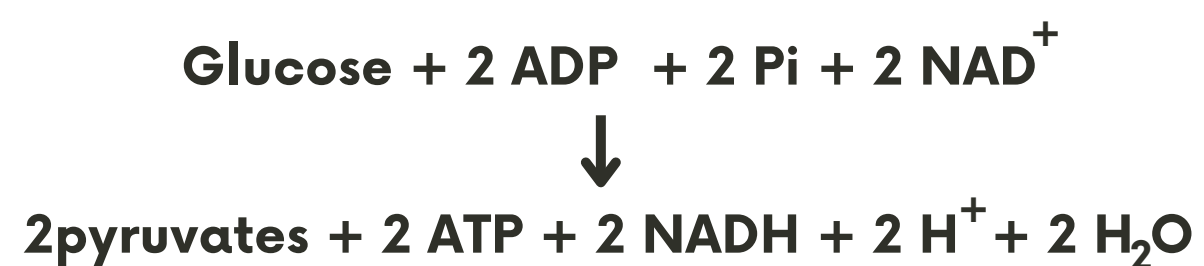 Glucose + 2 ADP + 2 Pi + 2 NAD⁺
2pyruvates + 2 ATP + 2 NADH + 2 H⁺ + 2 H₂O